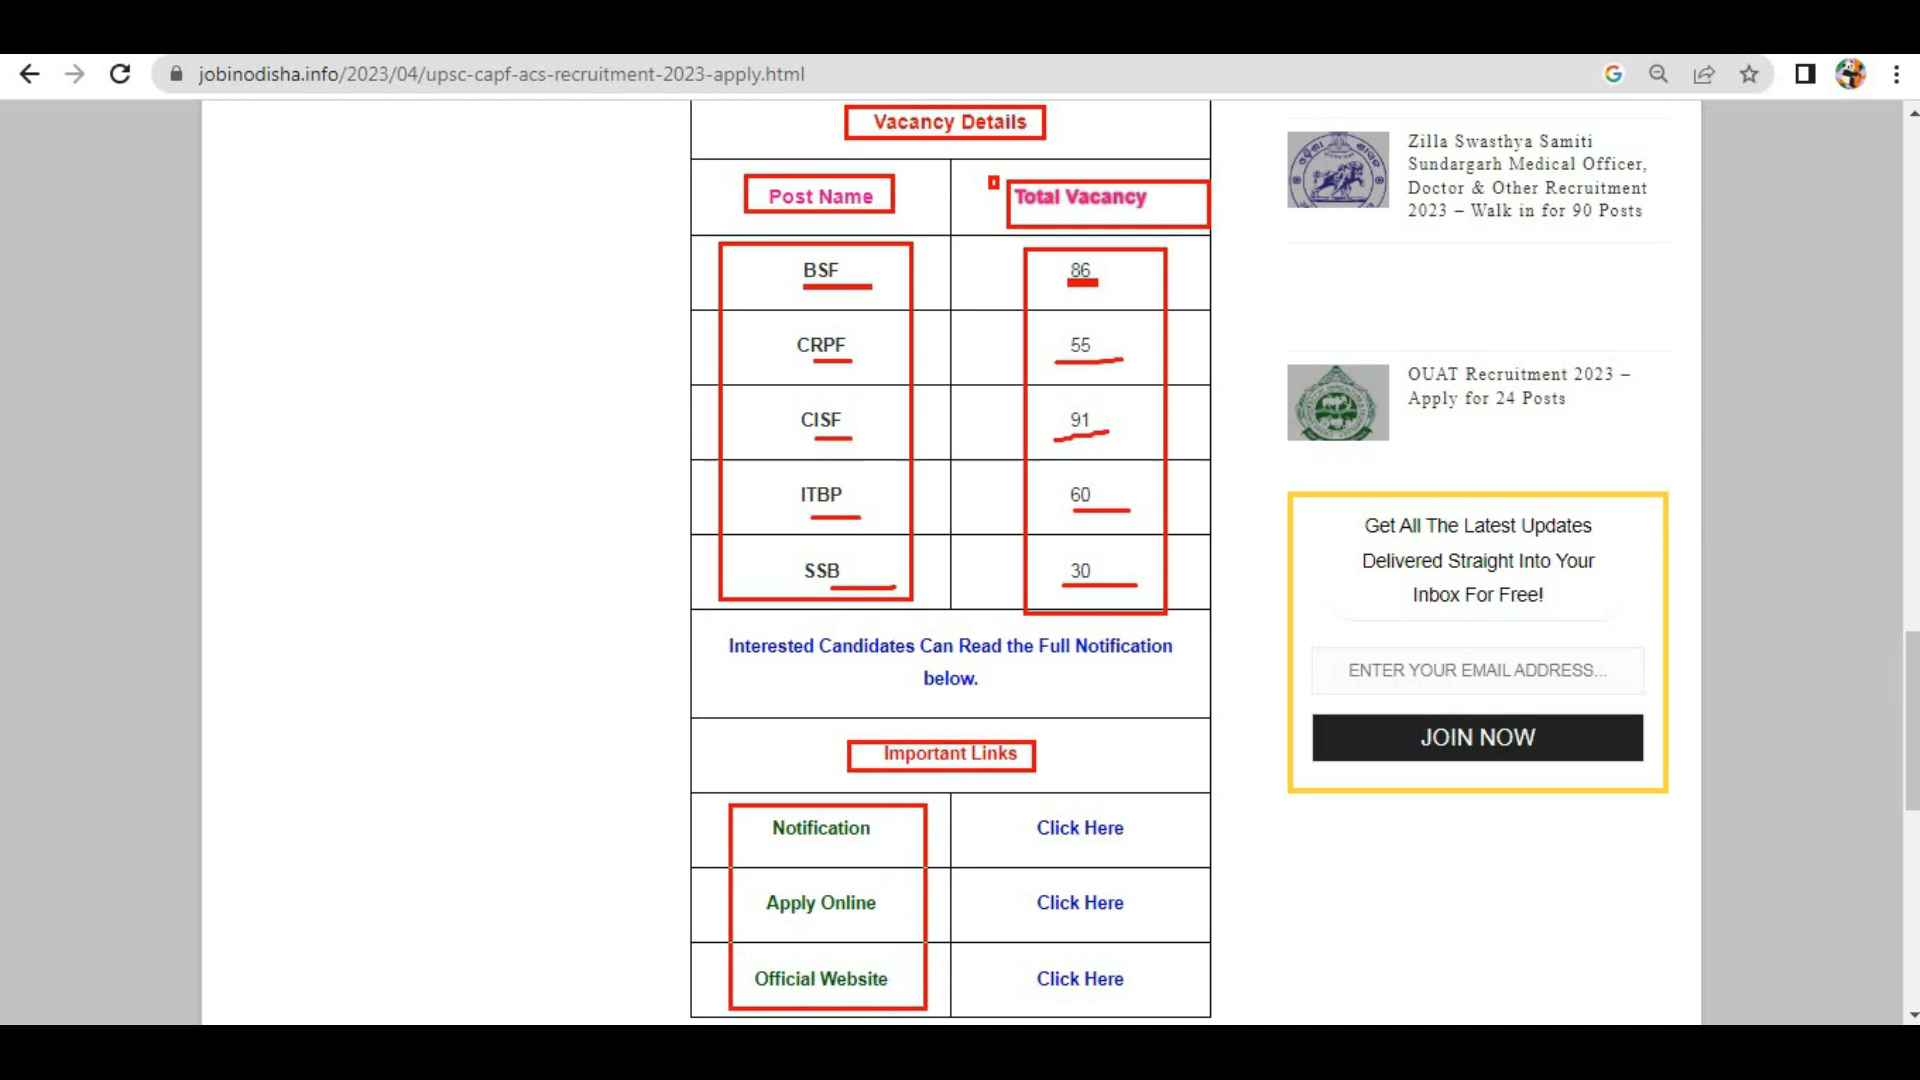 jobinodisha.info/2023/04/upsc-capf-acs-recruitment-2023-apply.html
Vacancy Details
Post Name
Total Vacancy
BSF
86
CRPF
55
CISF
91
ITBP
60
SSB
30
Interested Candidates Can Read the Full Notification
below.
Important Links
Notification
Click Here
Apply Online
Click Here
Official Website
Click Here
Zilla Swasthya Samiti
Sundargarh Medical Officer,
Doctor & Other Recruitment
2023 – Walk in for 90 Posts
OUAT Recruitment 2023 –
Apply for 24 Posts
Get All The Latest Updates
Delivered Straight Into Your
Inbox For Free!
ENTER YOUR EMAIL ADDRESS...
JOIN NOW